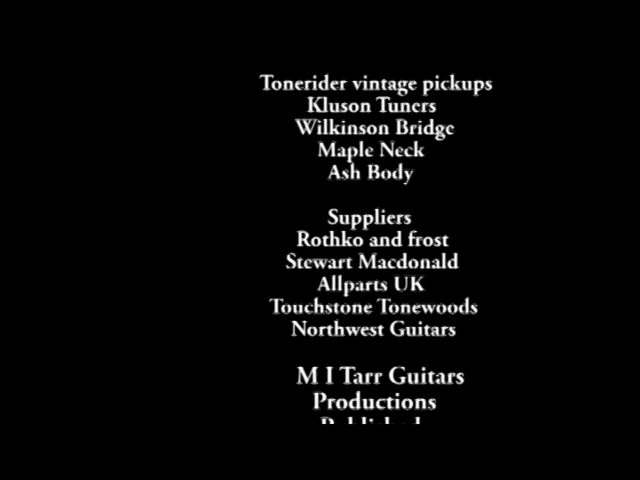 Tonerider vintage pickups
Kluson Tuners
Wilkinson Bridge
Maple Neck
Ash Body
Suppliers
Rothko and frost
Stewart Macdonald
Allparts UK
Touchstone Tonewoods
Northwest Guitars
M I Tarr Guitars
Productions